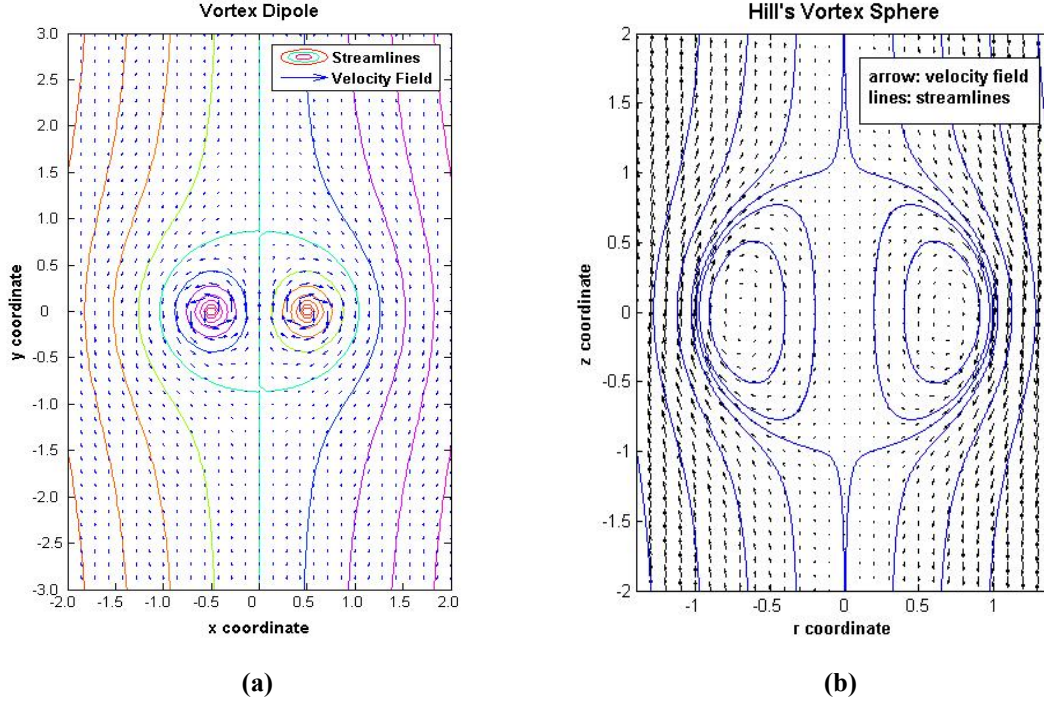 Vortex Dipole
3.0
2.5
2.0
1.5
1.0
0.5
0
-0.5
-1.0
-1.5
-2.0
-2.5
-3.0
-2.0 -1.5 -1.0 -0.5 0 0.5 1.0 1.5 2.0
x coordinate
y coordinate
Streamlines
Velocity Field
(a)
Hill's Vortex Sphere
2
1.5
1
0.5
0
-0.5
-1
-1.5
-2
-1 -0.5 0 0.5 1
r coordinate
z coordinate
arrow: velocity field
lines: streamlines
(b)